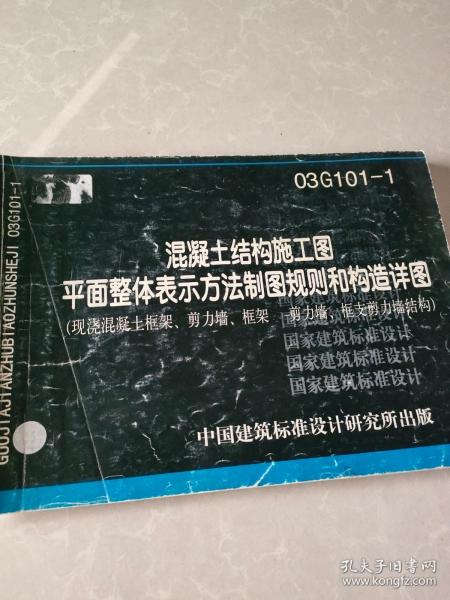 03G101-1
混凝土结构施工图
平面整体表示方法制图规则和构造详图
(现浇混凝土框架、剪力墙、框架 剪力墙、框支剪力墙结构)
国家建筑标准设计
国家建筑标准设计
国家建筑标准设计
中国建筑标准设计研究所出版
GUOJIAJIANZHUBIAOZHUNSHEJI 03G101-1
孔夫子旧书网
www.kongfz.com